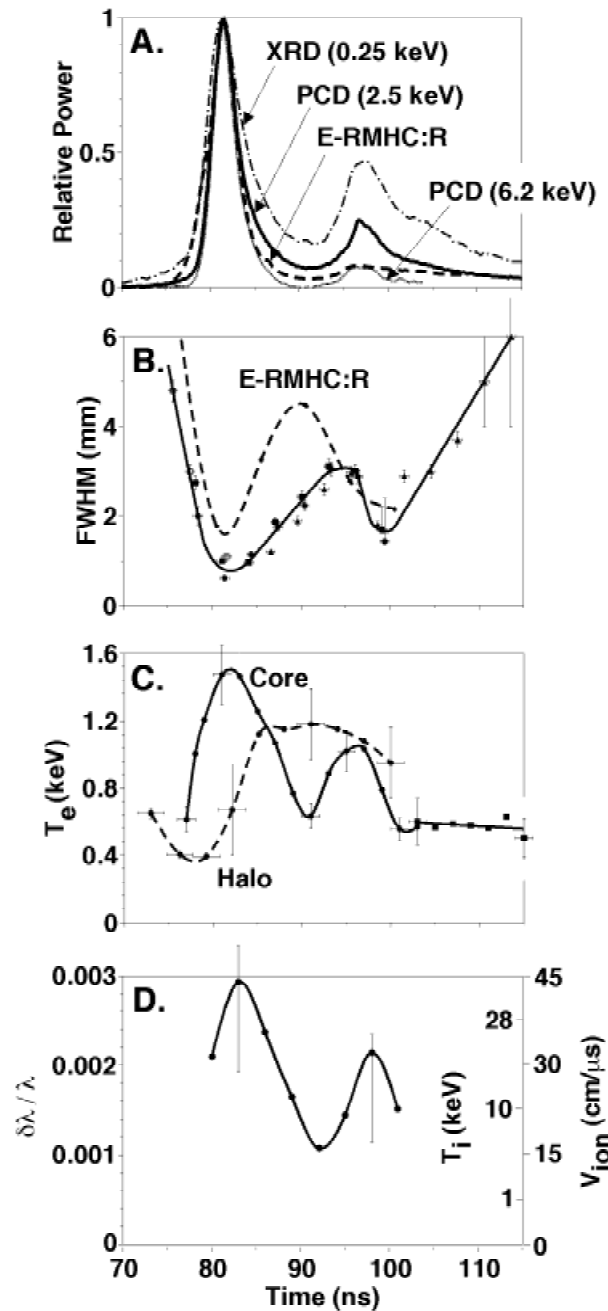 A.
XRD (0.25 keV)
PCD (2.5 keV)
E-RMHC:R
PCD (6.2 keV)
Relative Power
1
0.5
0
B.
E-RMHC:R
FWHM (mm)
6
4
2
0
C.
Core
Halo
Te (keV)
1.6
1.2
0.8
0.4
0
D.
δλ / λ
0.003
0.002
0.001
0
Ti (keV)
28
10
1
Vion (cm/μs)
45
30
15
0
70 80 90 100 110
Time (ns)